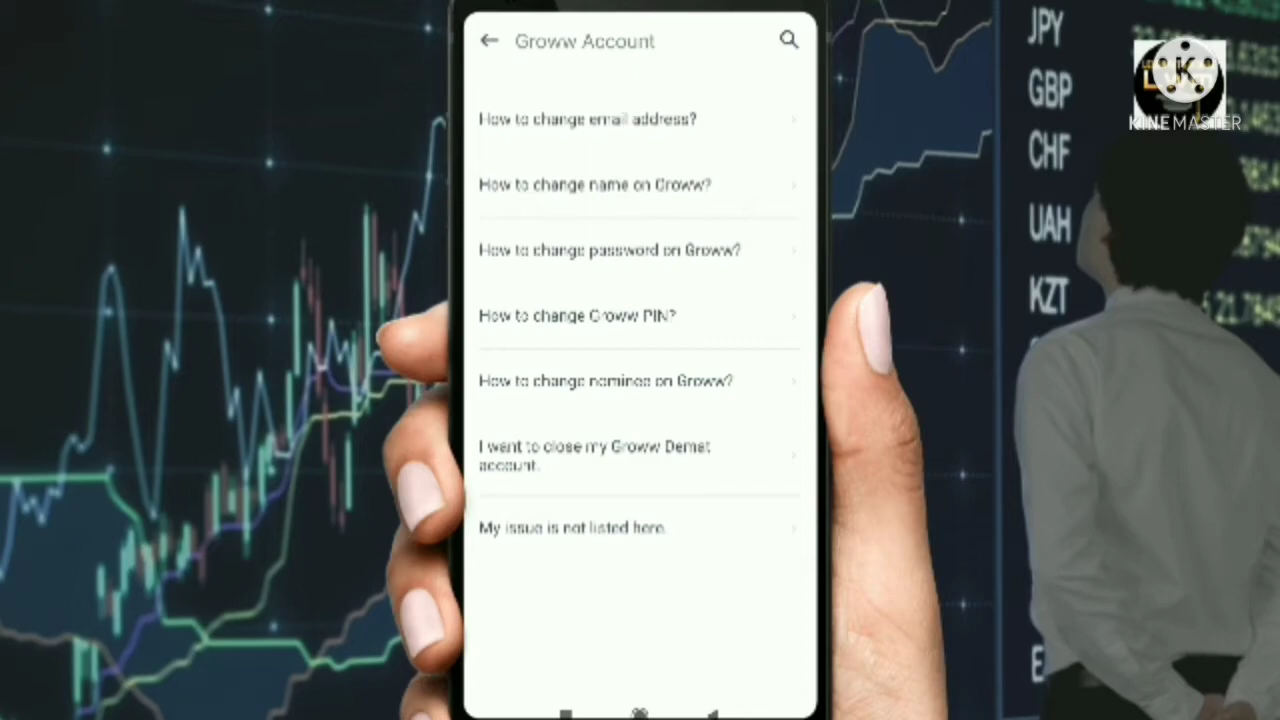 Groww Account
How to change email address?
How to change name on Groww?
How to change password on Groww?
How to change Groww PIN?
How to change nominee on Groww?
I want to close my Groww Demat
account.
My issue is not listed here.
JPY
GBP
CHF
UAH
KZT
KINEMASTER